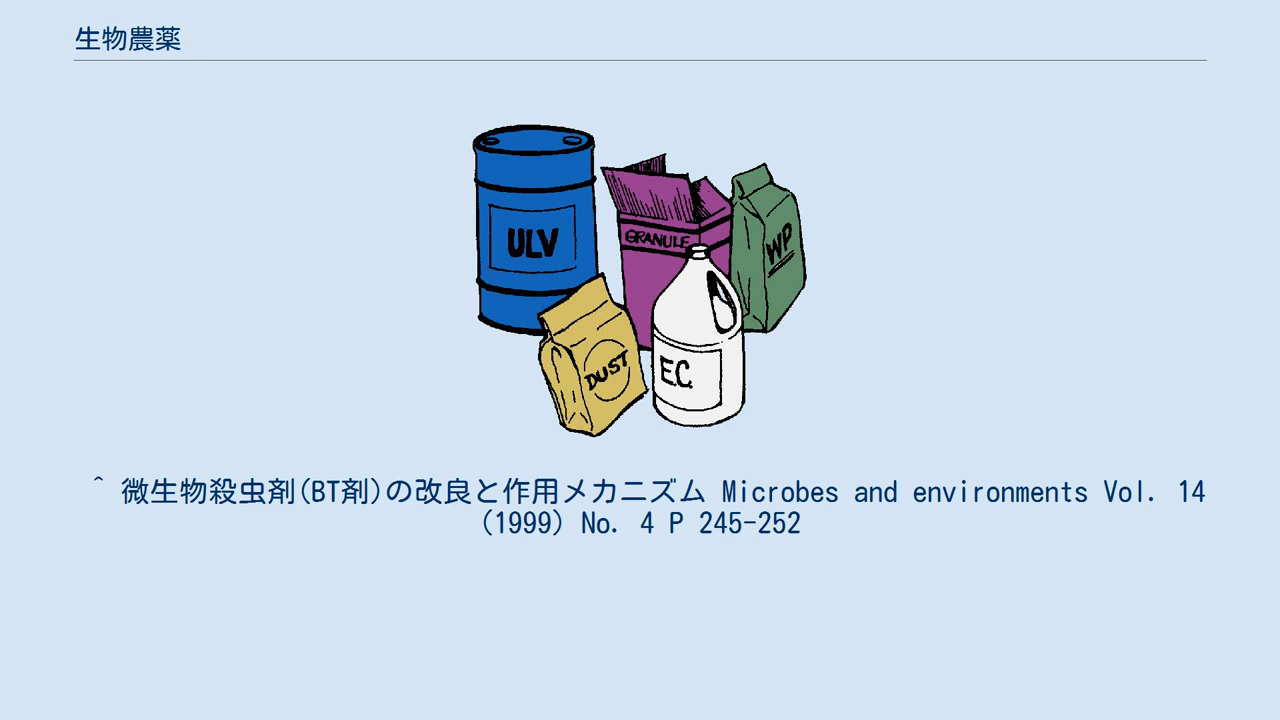 生物農薬
ULV
GRANULE
WP
DUST
E.C.
^ 微生物殺虫剤(BT剤)の改良と作用メカニズム Microbes and environments Vol. 14
(1999) No. 4 P 245-252